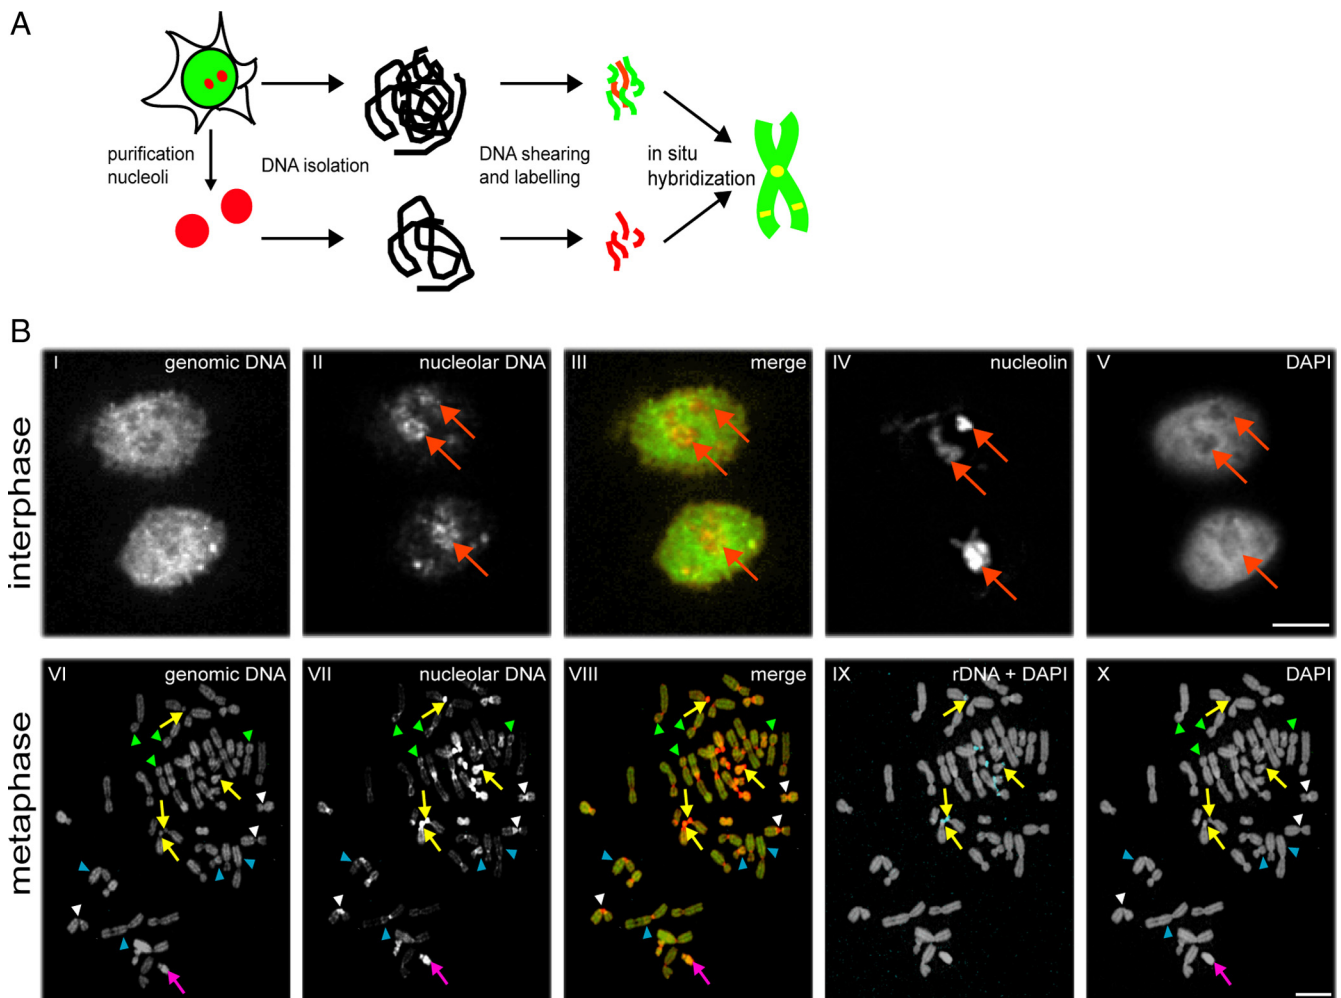 A
purification
nucleoli
DNA isolation
DNA shearing
and labelling
in situ
hybridization
B
interphase
I genomic DNA
II nucleolar DNA
III merge
IV nucleolin
V DAPI
metaphase
VI genomic DNA
VII nucleolar DNA
VIII merge
IX rDNA + DAPI
X DAPI